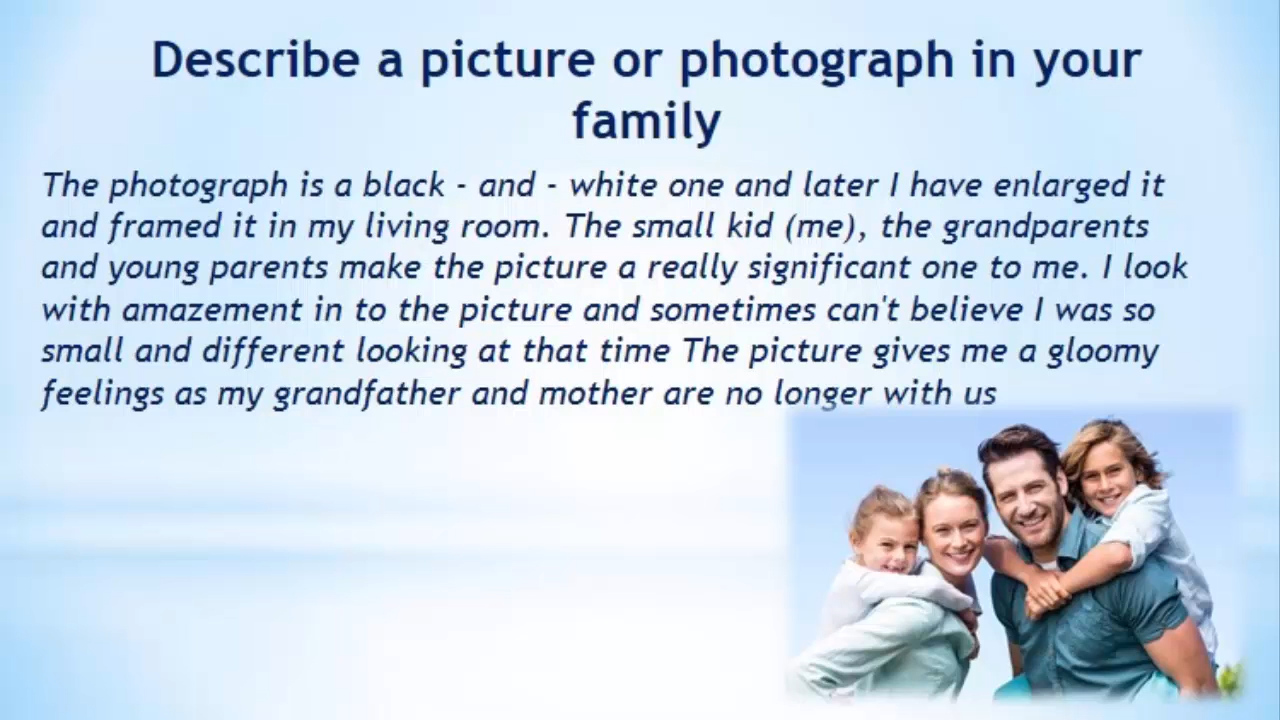 Describe a picture or photograph in your
family
The photograph is a black - and - white one and later I have enlarged it
and framed it in my living room. The small kid (me), the grandparents
and young parents make the picture a really significant one to me. I look
with amazement in to the picture and sometimes can't believe I was so
small and different looking at that time The picture gives me a gloomy
feelings as my grandfather and mother are no longer with us